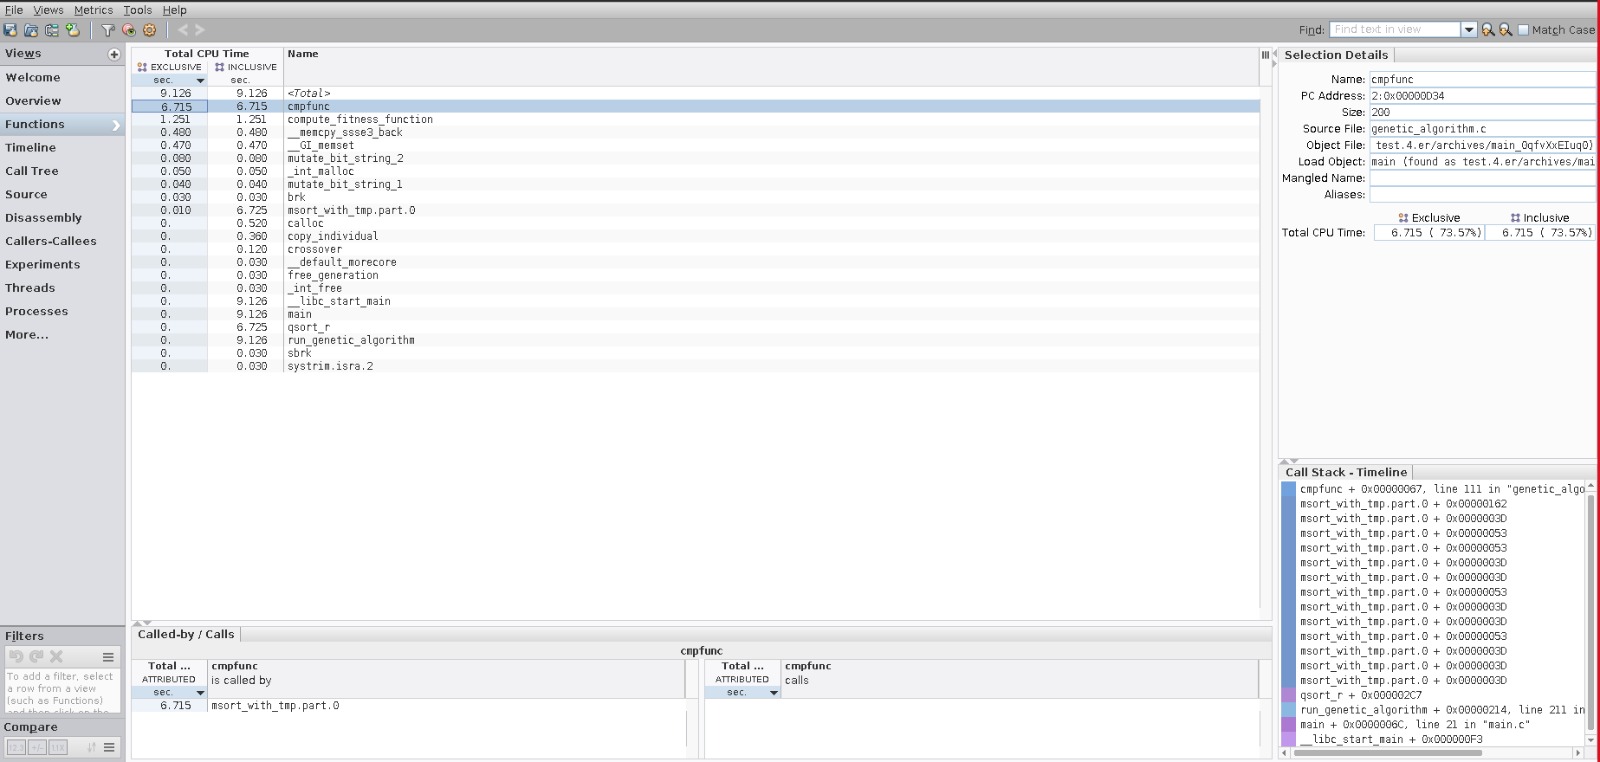 File Views Metrics Tools Help
Find: Find text in view Match Case
Views
Welcome
Overview
Functions
Timeline
Call Tree
Source
Disassembly
Callers-Callees
Experiments
Threads
Processes
More...
Filters
To add a filter, select
a row from a view
(such as Functions)
Compare
Total CPU Time Name
EXCLUSIVE INCLUSIVE
sec. sec.
9.126 9.126 <Total>
6.715 6.715 cmpfunc
1.251 1.251 compute_fitness_function
0.480 0.480 __memcpy_ssse3_back
0.470 0.470 __GI_memset
0.080 0.080 mutate_bit_string_2
0.050 0.050 _int_malloc
0.040 0.040 mutate_bit_string_1
0.030 0.030 brk
0.010 6.725 msort_with_tmp.part.0
0. 0.520 calloc
0. 0.360 copy_individual
0. 0.120 crossover
0. 0.030 __default_morecore
0. 0.030 free_generation
0. 0.030 _int_free
0. 9.126 __libc_start_main
0. 9.126 main
0. 6.725 qsort_r
0. 9.126 run_genetic_algorithm
0. 0.030 sbrk
0. 0.030 systrim.isra.2
Called-by / Calls
cmpfunc
Total ... cmpfunc
ATTRIBUTED is called by
sec.
6.715 msort_with_tmp.part.0
Total ... cmpfunc
ATTRIBUTED calls
sec.
Selection Details
Name: cmpfunc
PC Address: 2:0x00000D34
Size: 200
Source File: genetic_algorithm.c
Object File: test.4.er/archives/main_0qfvXxEIuq0)
Load Object: main (found as test.4.er/archives/mai
Mangled Name:
Aliases:
Exclusive Inclusive
Total CPU Time: 6.715 ( 73.57%) 6.715 ( 73.57%)
Call Stack - Timeline
cmpfunc + 0x00000067, line 111 in "genetic_algo
msort_with_tmp.part.0 + 0x00000162
msort_with_tmp.part.0 + 0x0000003D
msort_with_tmp.part.0 + 0x00000053
msort_with_tmp.part.0 + 0x00000053
msort_with_tmp.part.0 + 0x0000003D
msort_with_tmp.part.0 + 0x0000003D
msort_with_tmp.part.0 + 0x00000053
msort_with_tmp.part.0 + 0x0000003D
msort_with_tmp.part.0 + 0x0000003D
msort_with_tmp.part.0 + 0x00000053
msort_with_tmp.part.0 + 0x0000003D
msort_with_tmp.part.0 + 0x0000003D
msort_with_tmp.part.0 + 0x0000003D
qsort_r + 0x000002C7
run_genetic_algorithm + 0x00000214, line 211 in
main + 0x0000006C, line 21 in "main.c"
__libc_start_main + 0x000000F3